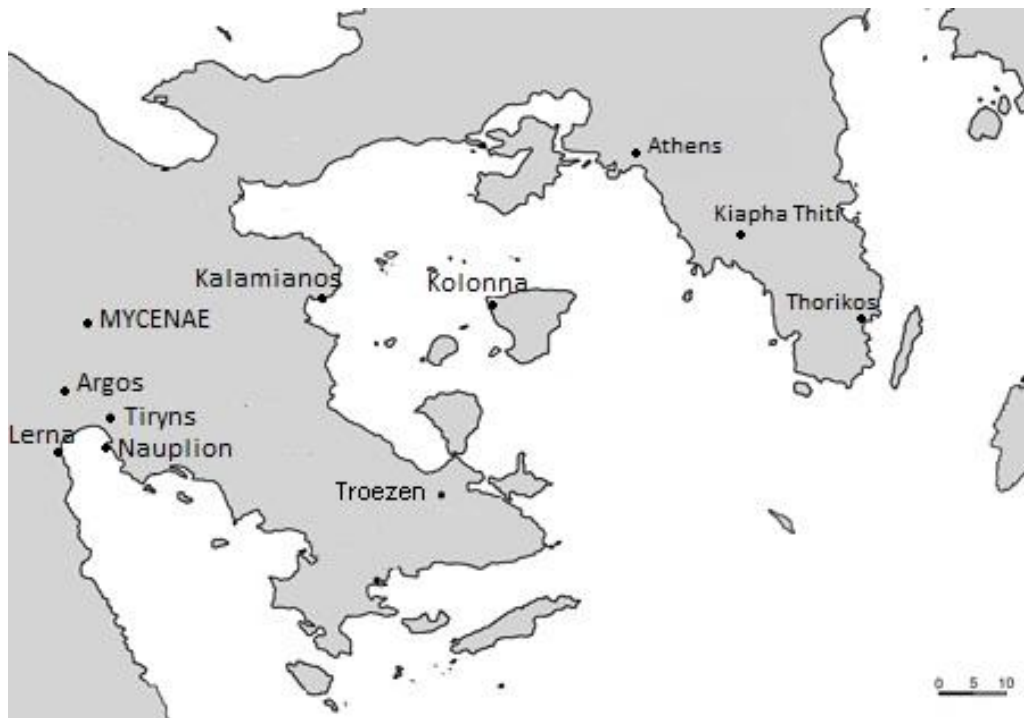 Athens
Kiapha Thiti
Kalamianos
Kolonna
Thorikos
MYCENAE
Argos
Tiryns
Lerna
Nauplion
Troezen
0 5 10